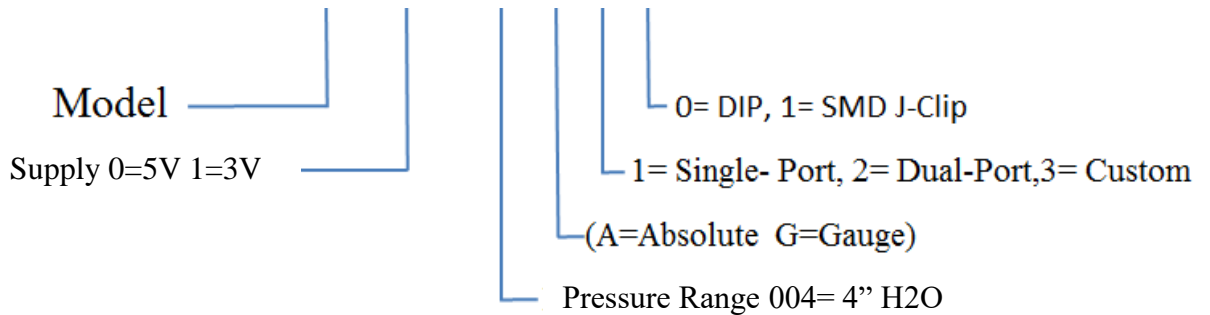 Model
0= DIP, 1= SMD J-Clip
Supply 0=5V 1=3V
1= Single- Port, 2= Dual-Port,3= Custom
(A=Absolute G=Gauge)
Pressure Range 004= 4” H2O